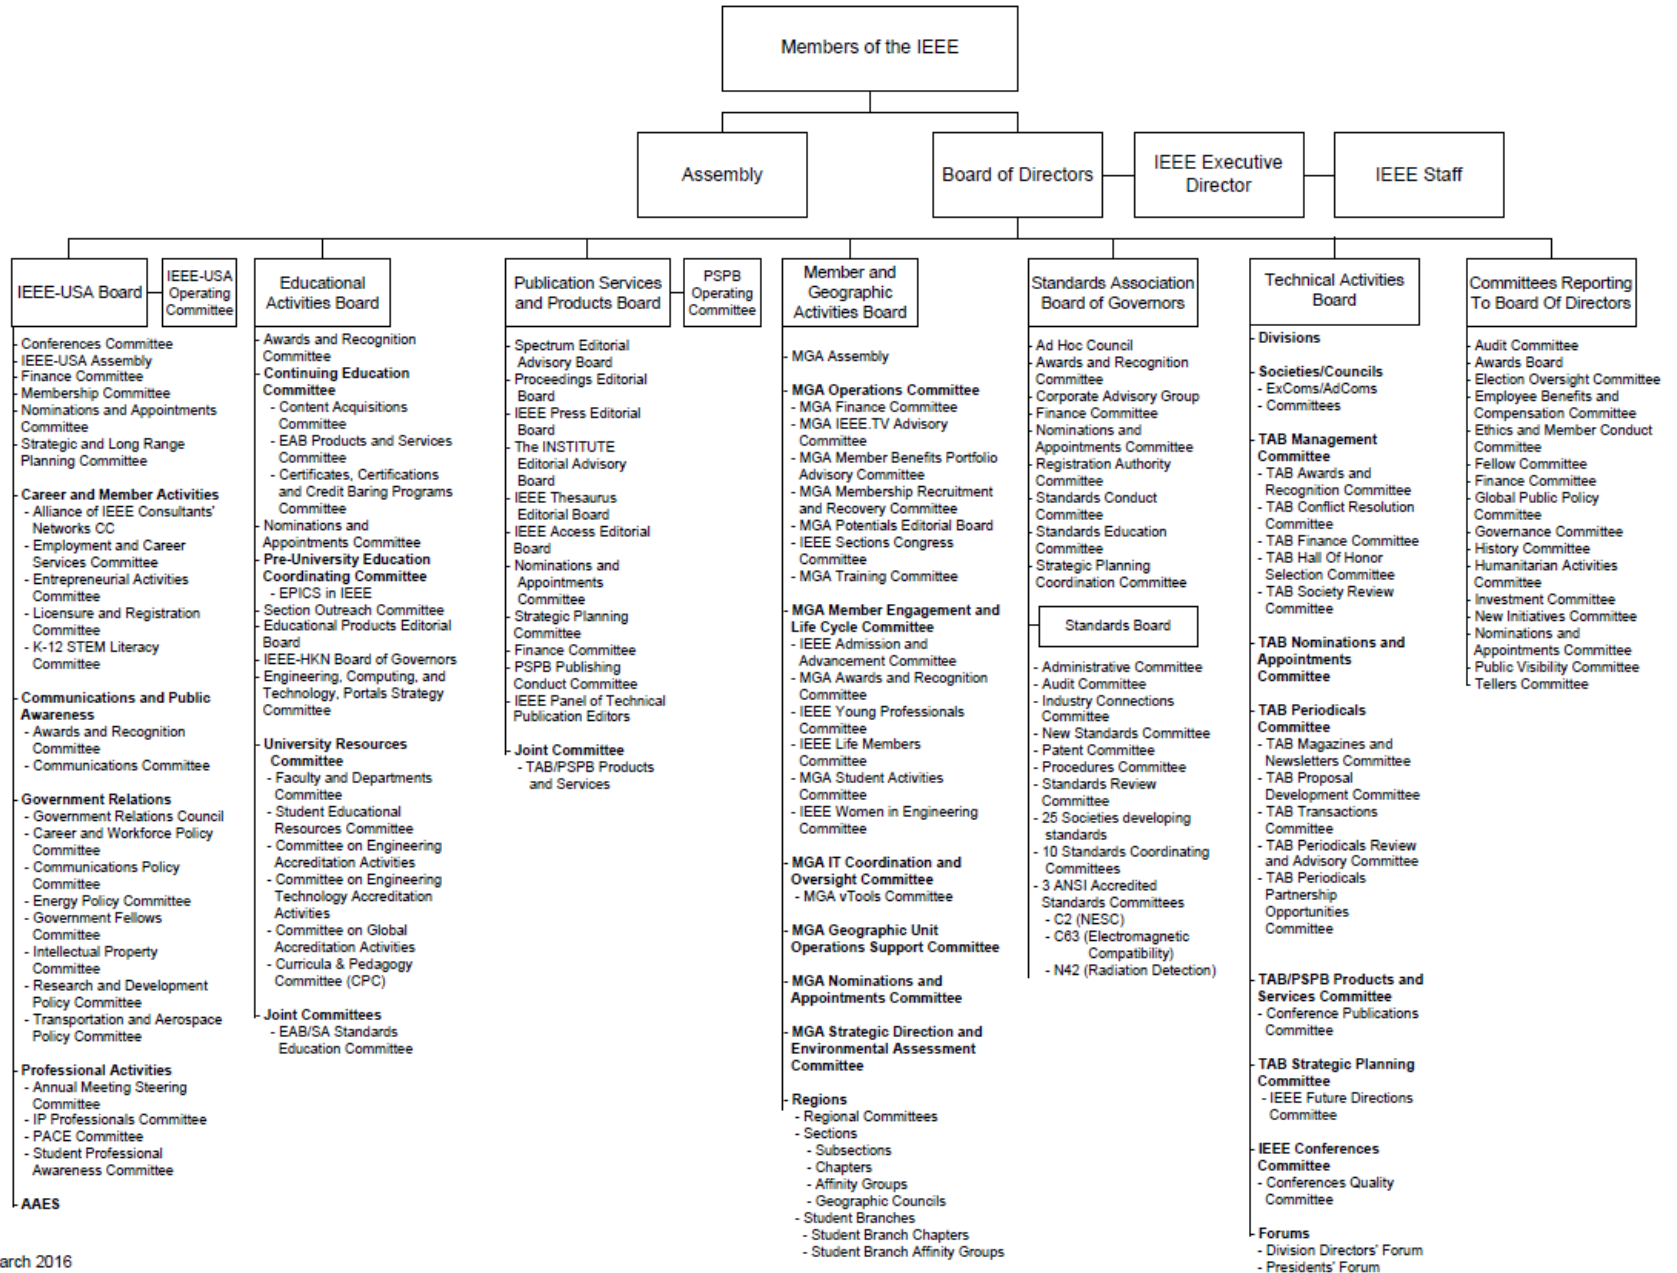 Members of the IEEE
Assembly
Board of Directors
IEEE Executive
Director
IEEE Staff
IEEE-USA Board
IEEE-USA
Operating
Committee
- Conferences Committee
- IEEE-USA Assembly
- Finance Committee
- Membership Committee
- Nominations and Appointments
Committee
- Strategic and Long Range
Planning Committee
- Career and Member Activities
- Alliance of IEEE Consultants'
Networks CC
- Employment and Career
Services Committee
- Entrepreneurial Activities
Committee
- Licensure and Registration
Committee
- K-12 STEM Literacy
Committee
- Communications and Public
Awareness
- Awards and Recognition
Committee
- Communications Committee
- Government Relations
- Government Relations Council
- Career and Workforce Policy
Committee
- Communications Policy
Committee
- Energy Policy Committee
- Government Fellows
Committee
- Intellectual Property
Committee
- Research and Development
Policy Committee
- Transportation and Aerospace
Policy Committee
- Professional Activities
- Annual Meeting Steering
Committee
- IP Professionals Committee
- PACE Committee
- Student Professional
Awareness Committee
- AAES
Educational
Activities Board
- Awards and Recognition
Committee
- Continuing Education
Committee
- Content Acquisitions
Committee
- EAB Products and Services
Committee
- Certificates, Certifications
and Credit Baring Programs
Committee
- Nominations and
Appointments Committee
- Pre-University Education
Coordinating Committee
- EPICS in IEEE
- Section Outreach Committee
- Educational Products Editorial
Board
- IEEE-HKN Board of Governors
- Engineering, Computing, and
Technology, Portals Strategy
Committee
- University Resources
Committee
- Faculty and Departments
Committee
- Student Educational
Resources Committee
- Committee on Engineering
Accreditation Activities
- Committee on Engineering
Technology Accreditation
Activities
- Committee on Global
Accreditation Activities
- Curricula & Pedagogy
Committee (CPC)
- Joint Committees
- EAB/SA Standards
Education Committee
Publication Services
and Products Board
PSPB
Operating
Committee
- Spectrum Editorial
Advisory Board
- Proceedings Editorial
Board
- IEEE Press Editorial
Board
- The INSTITUTE
Editorial Advisory
Board
- IEEE Thesaurus
Editorial Board
- IEEE Access Editorial
Board
- Nominations and
Appointments
Committee
- Strategic Planning
Committee
- Finance Committee
- PSPB Publishing
Conduct Committee
- IEEE Panel of Technical
Publication Editors
- Joint Committee
- TAB/PSPB Products
and Services
Member and
Geographic
Activities Board
- MGA Assembly
- MGA Operations Committee
- MGA Finance Committee
- MGA IEEE.TV Advisory
Committee
- MGA Member Benefits Portfolio
Advisory Committee
- MGA Membership Recruitment
and Recovery Committee
- MGA Potentials Editorial Board
- IEEE Sections Congress
Committee
- MGA Training Committee
- MGA Member Engagement and
Life Cycle Committee
- IEEE Admission and
Advancement Committee
- MGA Awards and Recognition
Committee
- IEEE Young Professionals
Committee
- IEEE Life Members
Committee
- MGA Student Activities
Committee
- IEEE Women in Engineering
Committee
- MGA IT Coordination and
Oversight Committee
- MGA vTools Committee
- MGA Geographic Unit
Operations Support Committee
- MGA Nominations and
Appointments Committee
- MGA Strategic Direction and
Environmental Assessment
Committee
- Regions
- Regional Committees
- Sections
- Subsections
- Chapters
- Affinity Groups
- Geographic Councils
- Student Branches
- Student Branch Chapters
- Student Branch Affinity Groups
Standards Association
Board of Governors
- Ad Hoc Council
- Awards and Recognition
Committee
- Corporate Advisory Group
- Finance Committee
- Nominations and
Appointments Committee
- Registration Authority
Committee
- Standards Conduct
Committee
- Standards Education
Committee
- Strategic Planning
Coordination Committee
Standards Board
- Administrative Committee
- Audit Committee
- Industry Connections
Committee
- New Standards Committee
- Patent Committee
- Procedures Committee
- Standards Review
Committee
- 25 Societies developing
standards
- 10 Standards Coordinating
Committees
- 3 ANSI Accredited
Standards Committees
- C2 (NESC)
- C63 (Electromagnetic
Compatibility)
- N42 (Radiation Detection)
Technical Activities
Board
- Divisions
- Societies/Councils
- ExComs/AdComs
- Committees
- TAB Management
Committee
- TAB Awards and
Recognition Committee
- TAB Conflict Resolution
Committee
- TAB Finance Committee
- TAB Hall Of Honor
Selection Committee
- TAB Society Review
Committee
- TAB Nominations and
Appointments
Committee
- TAB Periodicals
Committee
- TAB Magazines and
Newsletters Committee
- TAB Proposal
Development Committee
- TAB Transactions
Committee
- TAB Periodicals Review
and Advisory Committee
- TAB Periodicals
Partnership
Opportunities
Committee
- TAB/PSPB Products and
Services Committee
- Conference Publications
Committee
- TAB Strategic Planning
Committee
- IEEE Future Directions
Committee
- IEEE Conferences
Committee
- Conferences Quality
Committee
- Forums
- Division Directors' Forum
- Presidents' Forum
Committees Reporting
To Board Of Directors
- Audit Committee
- Awards Board
- Election Oversight Committee
- Employee Benefits and
Compensation Committee
- Ethics and Member Conduct
Committee
- Fellow Committee
- Finance Committee
- Global Public Policy
Committee
- Governance Committee
- History Committee
- Humanitarian Activities
Committee
- Investment Committee
- New Initiatives Committee
- Nominations and
Appointments Committee
- Public Visibility Committee
- Tellers Committee
arch 2016